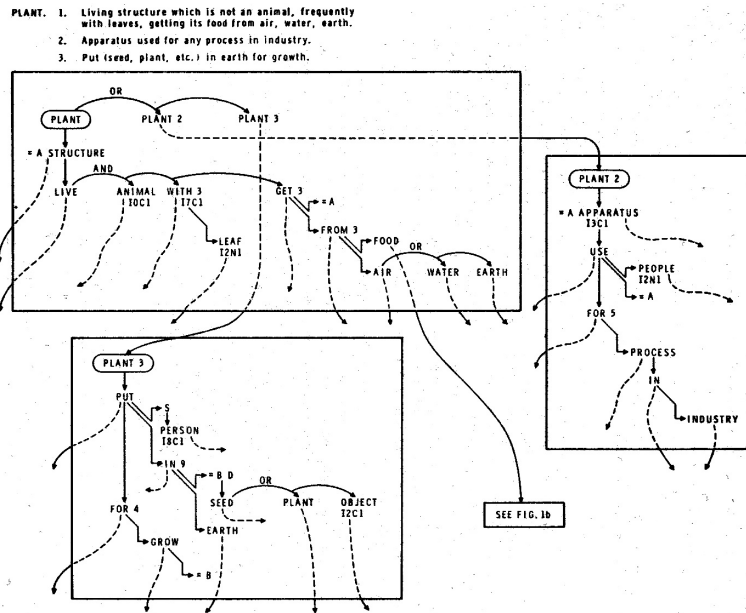 PLANT. 1. Living structure which is not an animal, frequently
with leaves, getting its food from air, water, earth.
2. Apparatus used for any process in industry.
3. Put (seed, plant, etc.) in earth for growth.
OR
PLANT PLANT 2 PLANT 3
= A STRUCTURE
AND
LIVE ANIMAL WITH 3 GET 3
I0C1 I7C1
= A
FROM 3
LEAF FOOD
I2N1
OR
AIR WATER EARTH
PLANT 2
= A APPARATUS
I3C1
USE
PEOPLE
I2N1
= A
FOR 5
PROCESS
IN
INDUSTRY
PLANT 3
PUT
S
PERSON
I8C1
IN 9
= B D
OR
SEED PLANT OBJECT
I2C1
FOR 4
EARTH
GROW
= B
SEE FIG. 1b